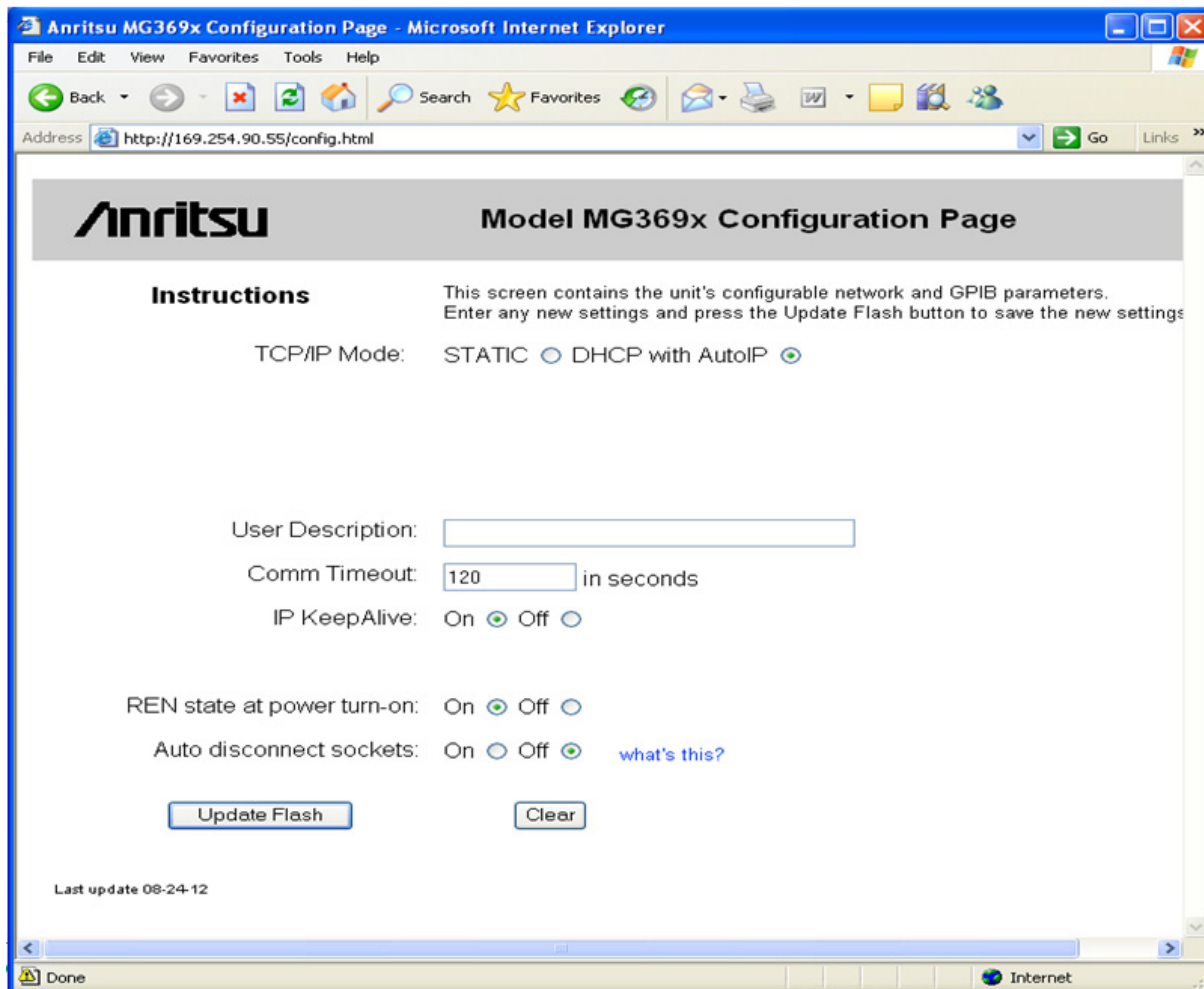 Anritsu MG369x Configuration Page - Microsoft Internet Explorer
File Edit View Favorites Tools Help
Back Search Favorites
Address http://169.254.90.55/config.html Go Links »
Anritsu Model MG369x Configuration Page
Instructions This screen contains the unit's configurable network and GPIB parameters.
Enter any new settings and press the Update Flash button to save the new settings
TCP/IP Mode: STATIC DHCP with AutoIP
User Description:
Comm Timeout: 120 in seconds
IP KeepAlive: On Off
REN state at power turn-on: On Off
Auto disconnect sockets: On Off what's this?
Update Flash Clear
Last update 08-24-12
Done Internet